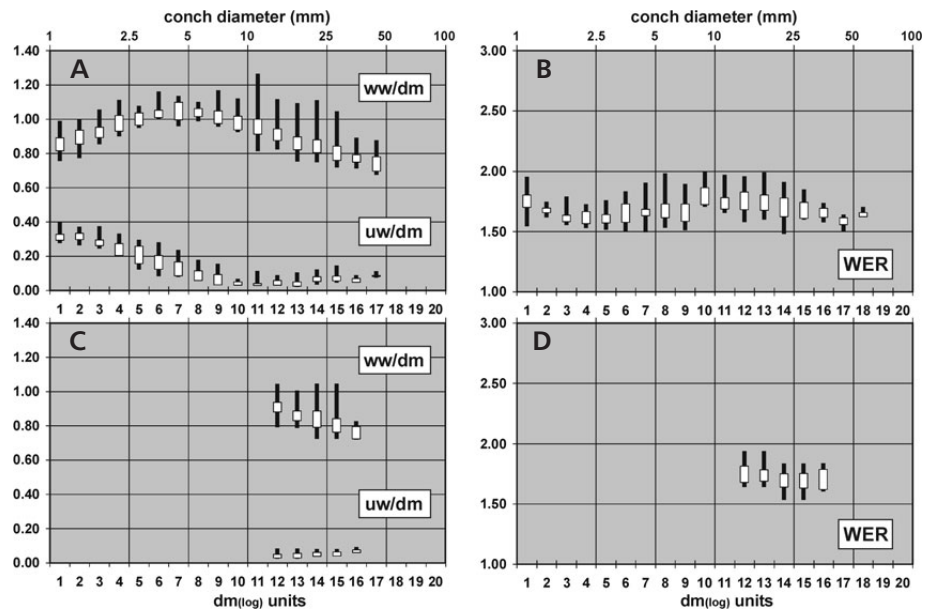 conch diameter (mm) conch diameter (mm)
1 2.5 5 10 25 50 100 1 2.5 5 10 25 50 100
1.40 A 3.00 B
ww/dm
1.20
2.50
1.00
0.80
2.00
0.60
0.40 uw/dm
1.50
0.20 WER
0.00 1.00
1 2 3 4 5 6 7 8 9 10 11 12 13 14 15 16 17 18 19 20 1 2 3 4 5 6 7 8 9 10 11 12 13 14 15 16 17 18 19 20
1.40 C 3.00 D
ww/dm
1.20
2.50
1.00
0.80
2.00
0.60
0.40 uw/dm
1.50
0.20 WER
0.00 1.00
1 2 3 4 5 6 7 8 9 10 11 12 13 14 15 16 17 18 19 20 1 2 3 4 5 6 7 8 9 10 11 12 13 14 15 16 17 18 19 20
dm(log) units dm(log) units